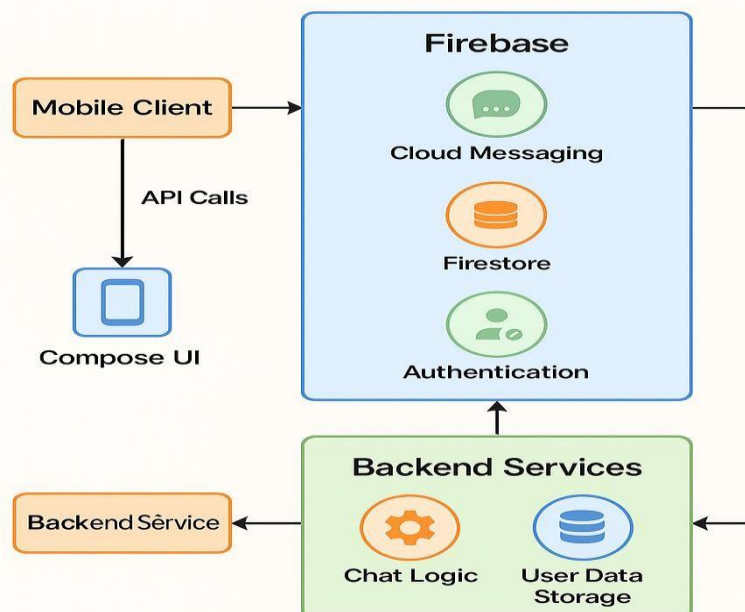 Firebase
Mobile Client
Cloud Messaging
API Calls
Firestore
Compose UI
Authentication
Backend Services
Backend Sêrvice
Chat Logic
User Data
Storage